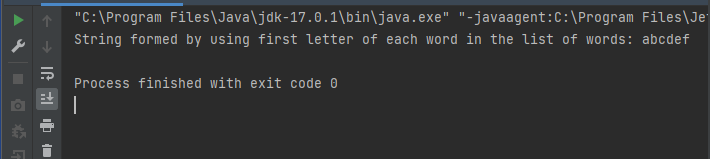 "C:\Program Files\Java\jdk-17.0.1\bin\java.exe" "-javaagent:C:\Program Files\Je
String formed by using first letter of each word in the list of words: abcdef
Process finished with exit code 0